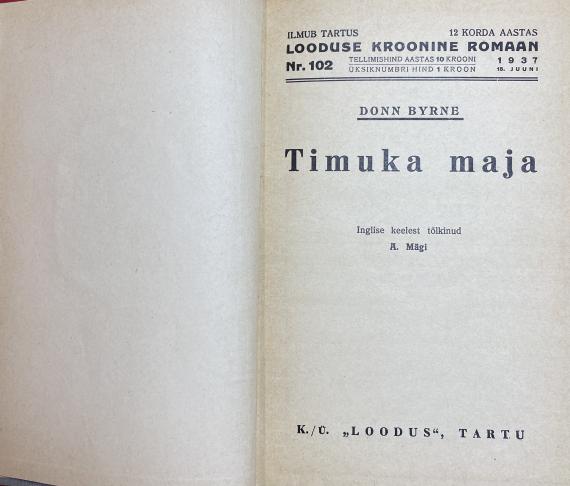 ILMUB TARTUS 12 KORDA AASTAS
LOODUSE KROONINE ROMAAN
Nr. 102 TELLIMISHIND AASTAS 10 KROONI 1937
ÜKSIKNUMBRI HIND 1 KROON 15. JUUNI
DONN BYRNE
Timuka maja
Inglise keelest tõlkinud
A. Mägi
K./Ü. „LOODUS“, TARTU